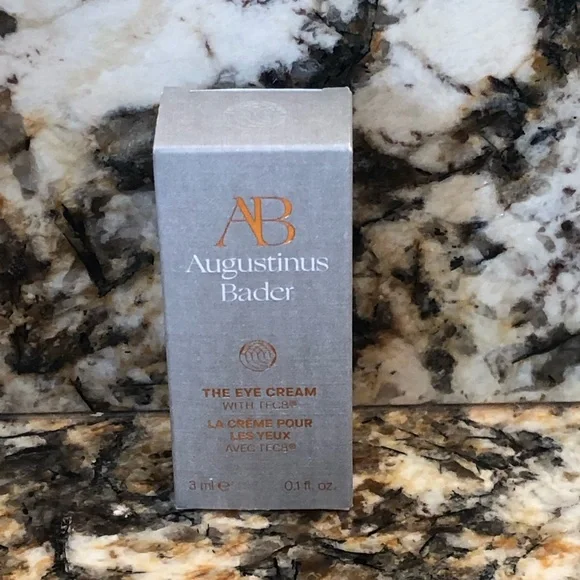 AB
Augustinus
Bader
THE EYE CREAM
WITH TFC8®
LA CRÈME POUR
LES YEUX
AVEC TFC8®
3 ml ℮ 0.1 fl. oz.